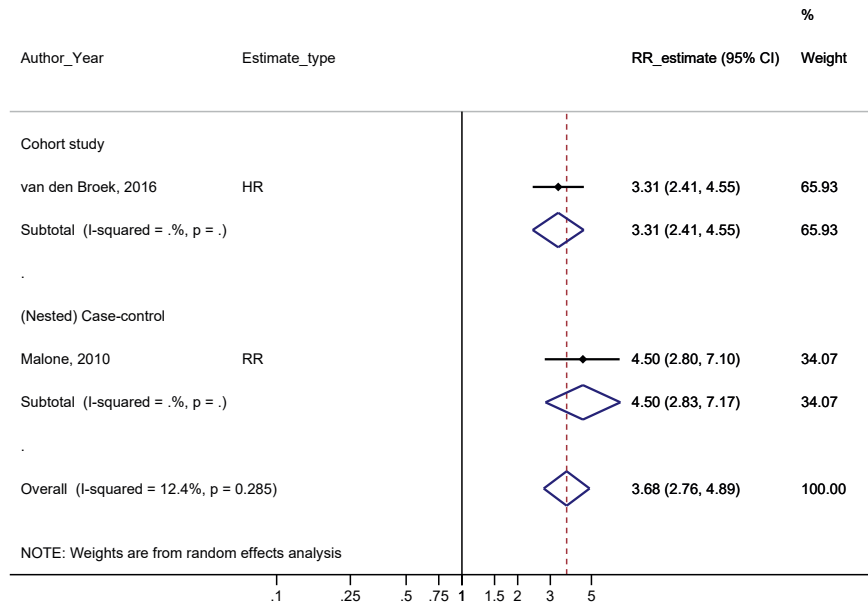 %
Author_Year Estimate_type RR_estimate (95% CI) Weight
Cohort study
van den Broek, 2016 HR 3.31 (2.41, 4.55) 65.93
Subtotal (I-squared = .%, p = .) 3.31 (2.41, 4.55) 65.93
.
(Nested) Case-control
Malone, 2010 RR 4.50 (2.80, 7.10) 34.07
Subtotal (I-squared = .%, p = .) 4.50 (2.83, 7.17) 34.07
.
Overall (I-squared = 12.4%, p = 0.285) 3.68 (2.76, 4.89) 100.00
NOTE: Weights are from random effects analysis
.1 .25 .5 .75 1 1.5 2 3 5